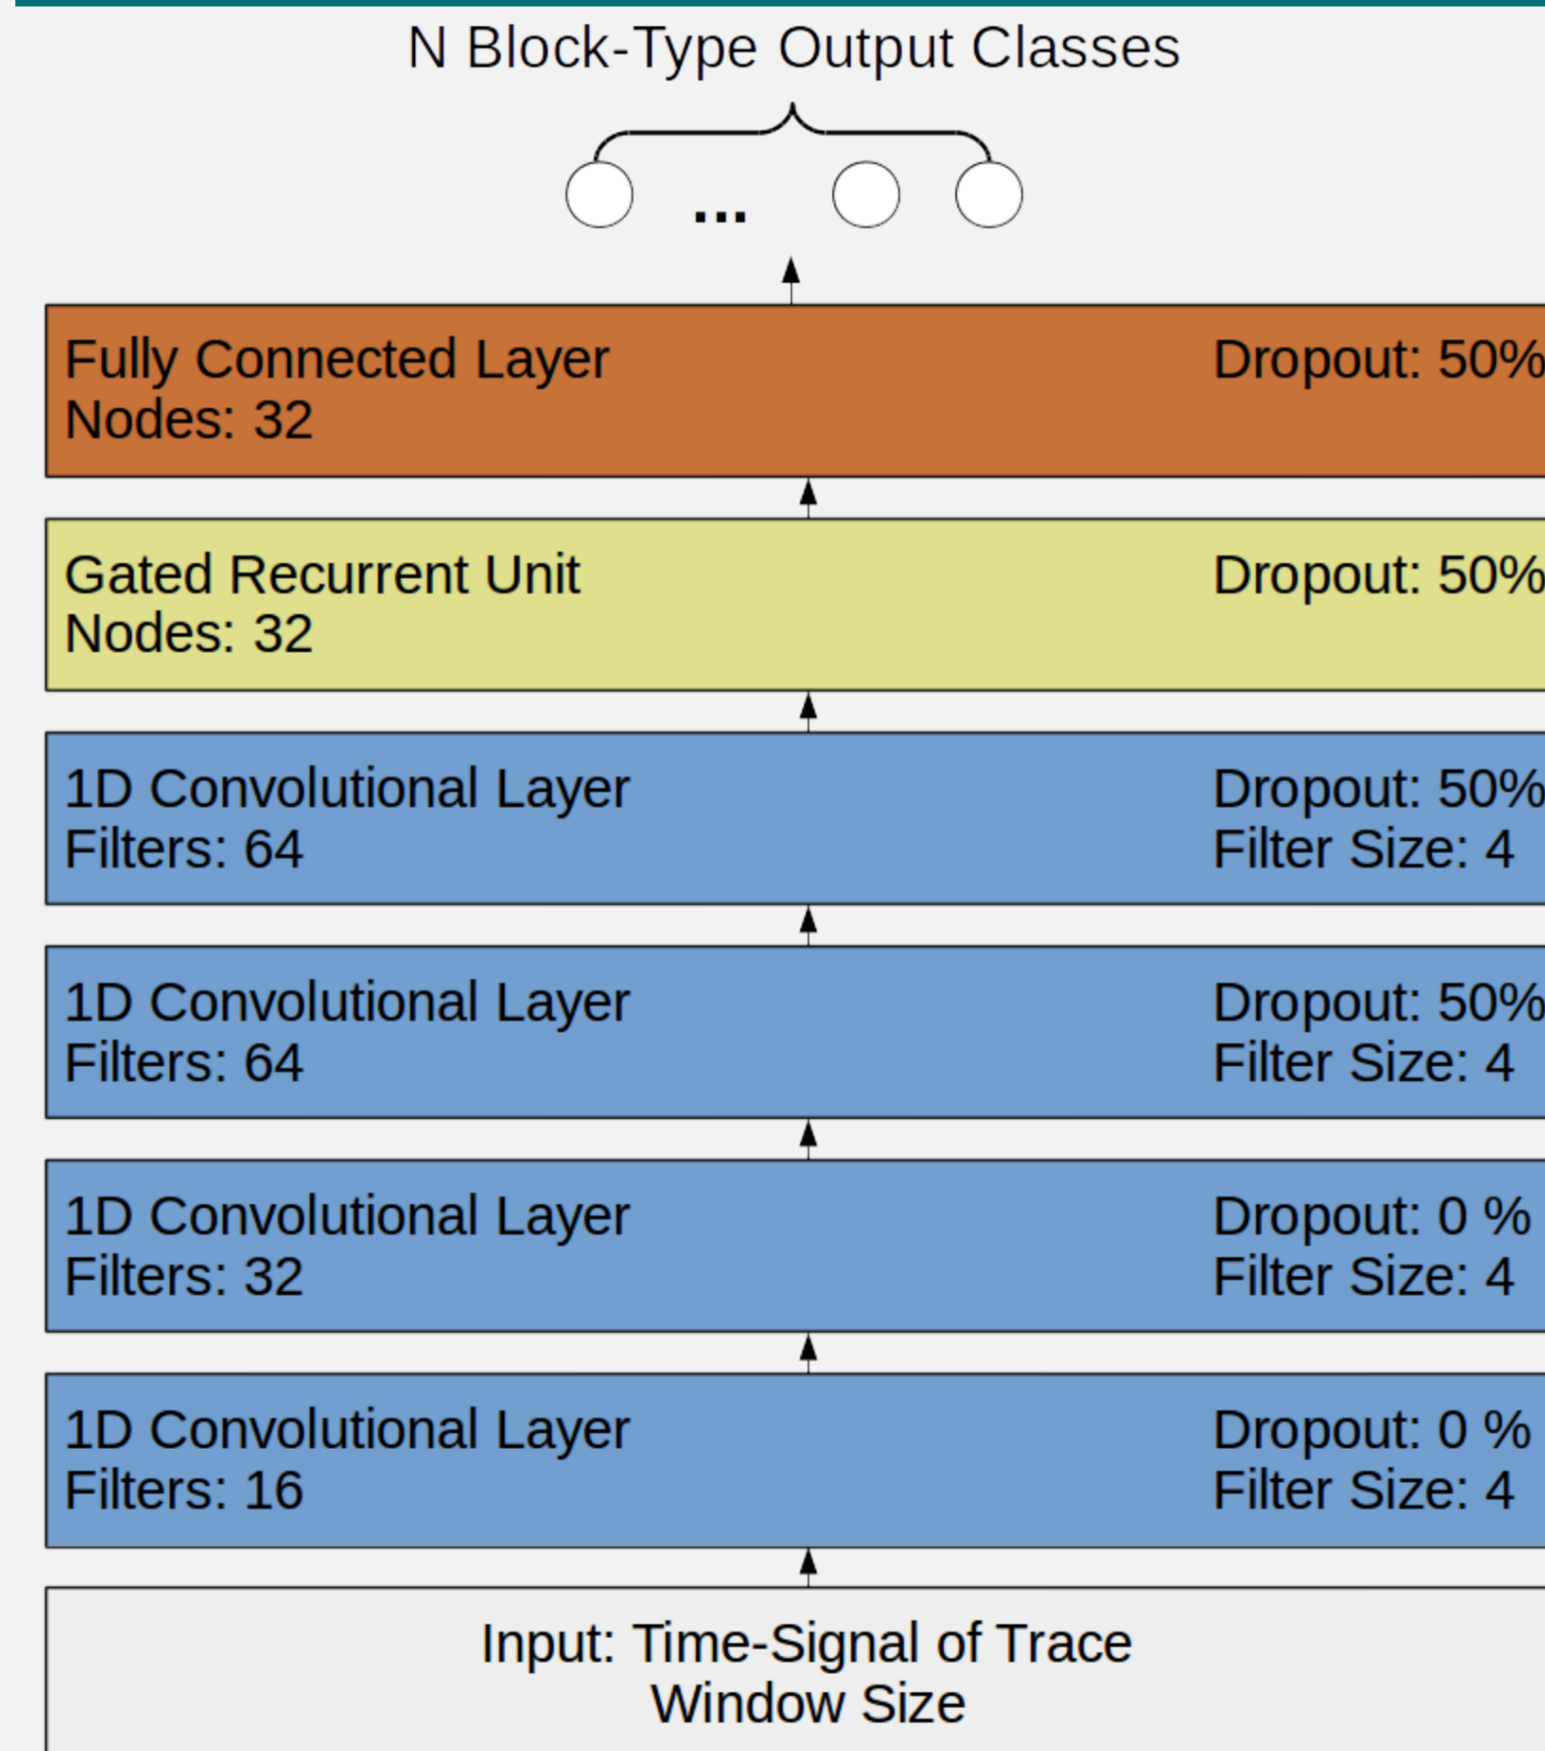 N Block-Type Output Classes
...
Fully Connected Layer Dropout: 50%
Nodes: 32
Gated Recurrent Unit Dropout: 50%
Nodes: 32
1D Convolutional Layer Dropout: 50%
Filters: 64 Filter Size: 4
1D Convolutional Layer Dropout: 50%
Filters: 64 Filter Size: 4
1D Convolutional Layer Dropout: 0 %
Filters: 32 Filter Size: 4
1D Convolutional Layer Dropout: 0 %
Filters: 16 Filter Size: 4
Input: Time-Signal of Trace
Window Size